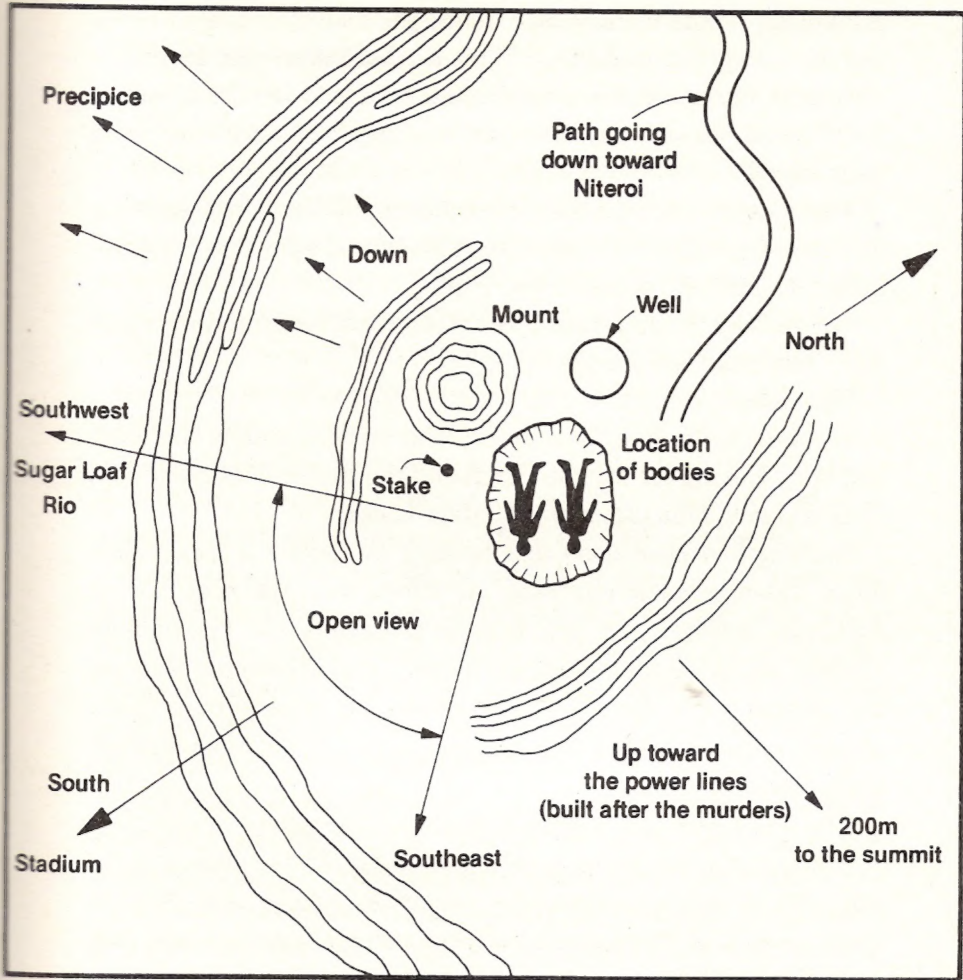 Precipice
Path going
down toward
Niteroi
Down
Mount
Well
North
Southwest
Sugar Loaf
Rio
Stake
Location
of bodies
Open view
South
Stadium
Southeast
Up toward
the power lines
(built after the murders)
200m
to the summit